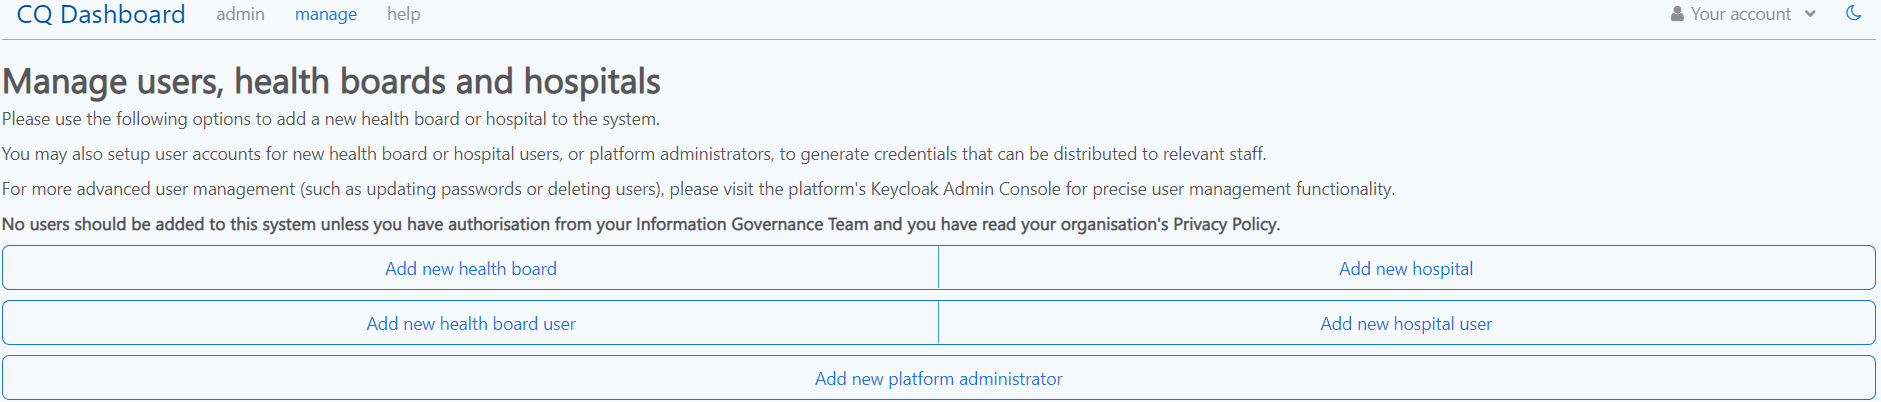 CQ Dashboard admin manage help Your account
Manage users, health boards and hospitals
Please use the following options to add a new health board or hospital to the system.
You may also setup user accounts for new health board or hospital users, or platform administrators, to generate credentials that can be distributed to relevant staff.
For more advanced user management (such as updating passwords or deleting users), please visit the platform's Keycloak Admin Console for precise user management functionality.
No users should be added to this system unless you have authorisation from your Information Governance Team and you have read your organisation's Privacy Policy.
Add new health board Add new hospital
Add new health board user Add new hospital user
Add new platform administrator